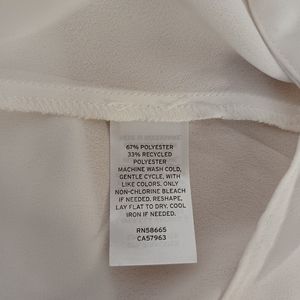 67% POLYESTER
33% RECYCLED
POLYESTER
MACHINE WASH COLD,
GENTLE CYCLE, WITH
LIKE COLORS. ONLY
NON-CHLORINE BLEACH
IF NEEDED. RESHAPE,
LAY FLAT TO DRY. COOL
IRON IF NEEDED.
RN58665
CA57963